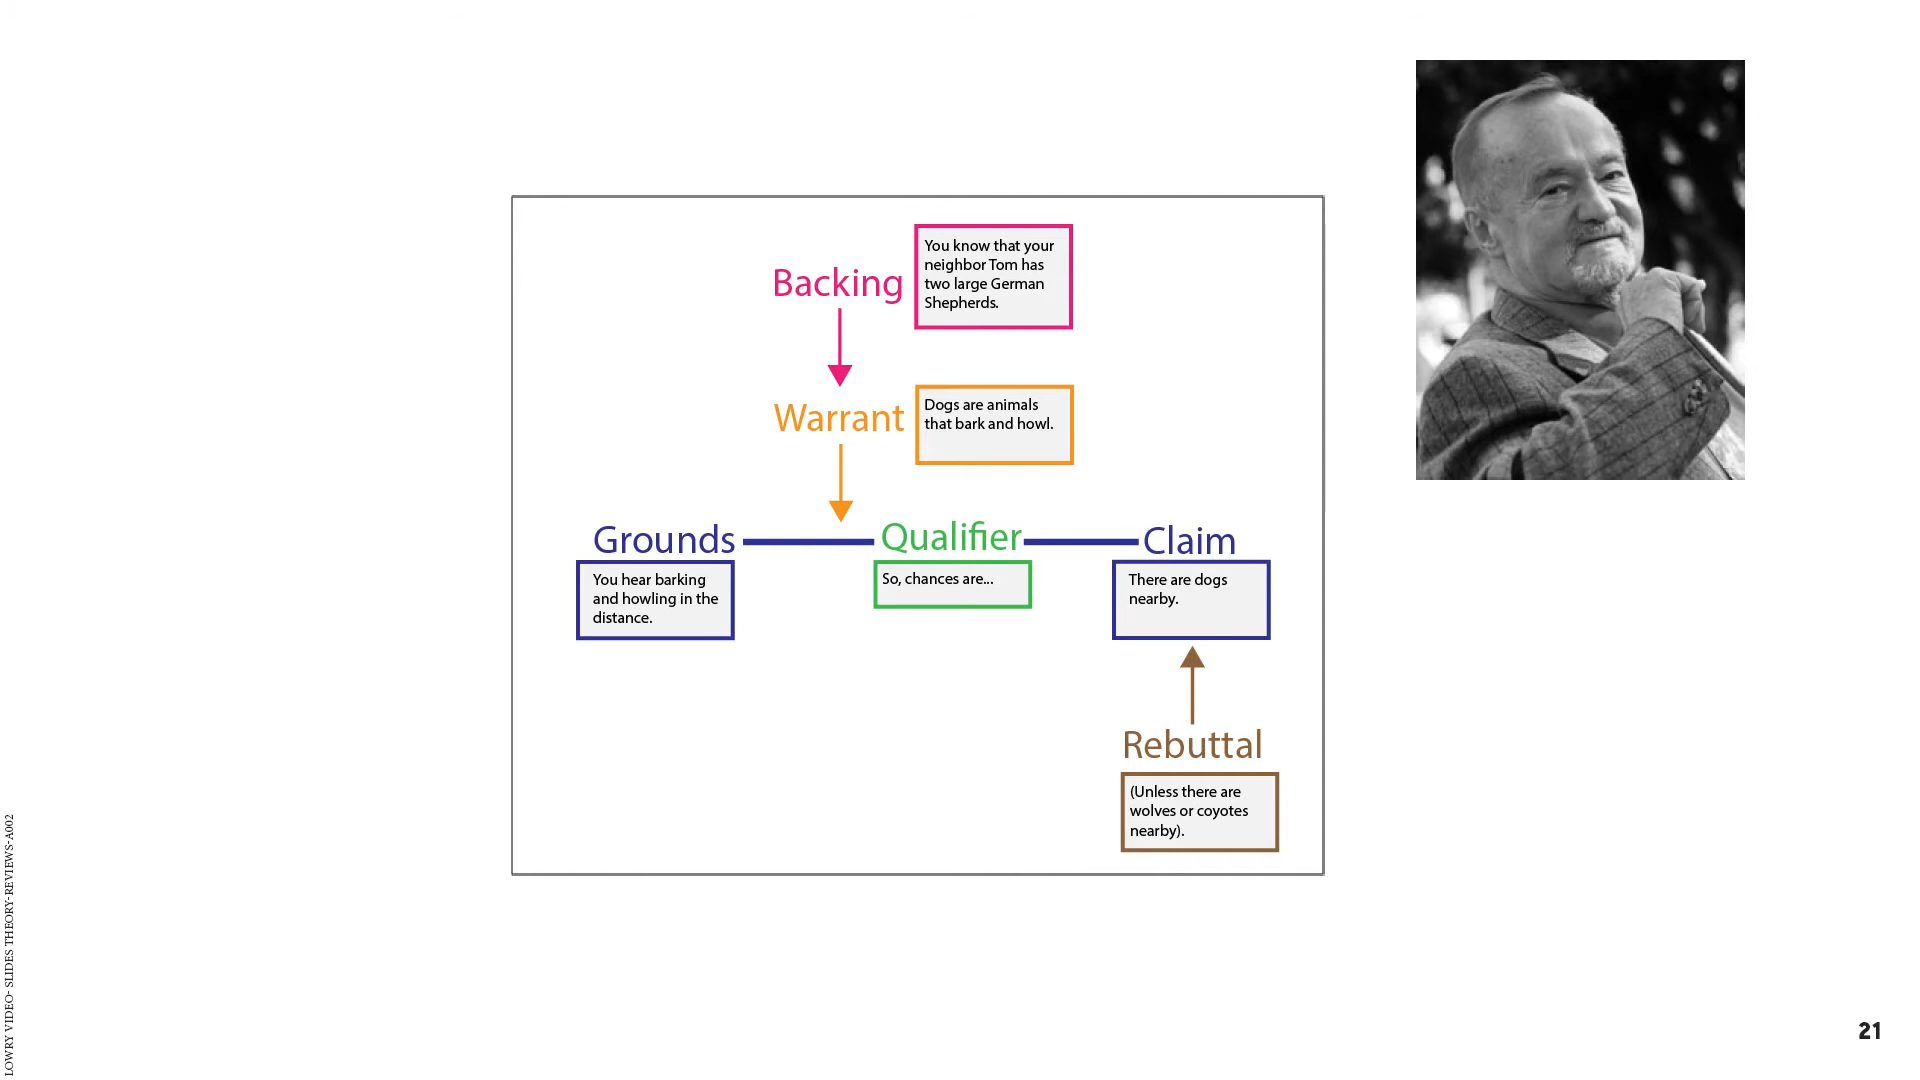 Backing
You know that your
neighbor Tom has
two large German
Shepherds.
Warrant
Dogs are animals
that bark and howl.
Grounds
You hear barking
and howling in the
distance.
Qualifier
So, chances are...
Claim
There are dogs
nearby.
Rebuttal
(Unless there are
wolves or coyotes
nearby).
LOWRY VIDEO- SLIDES THEORY-REVIEWS-A002
21